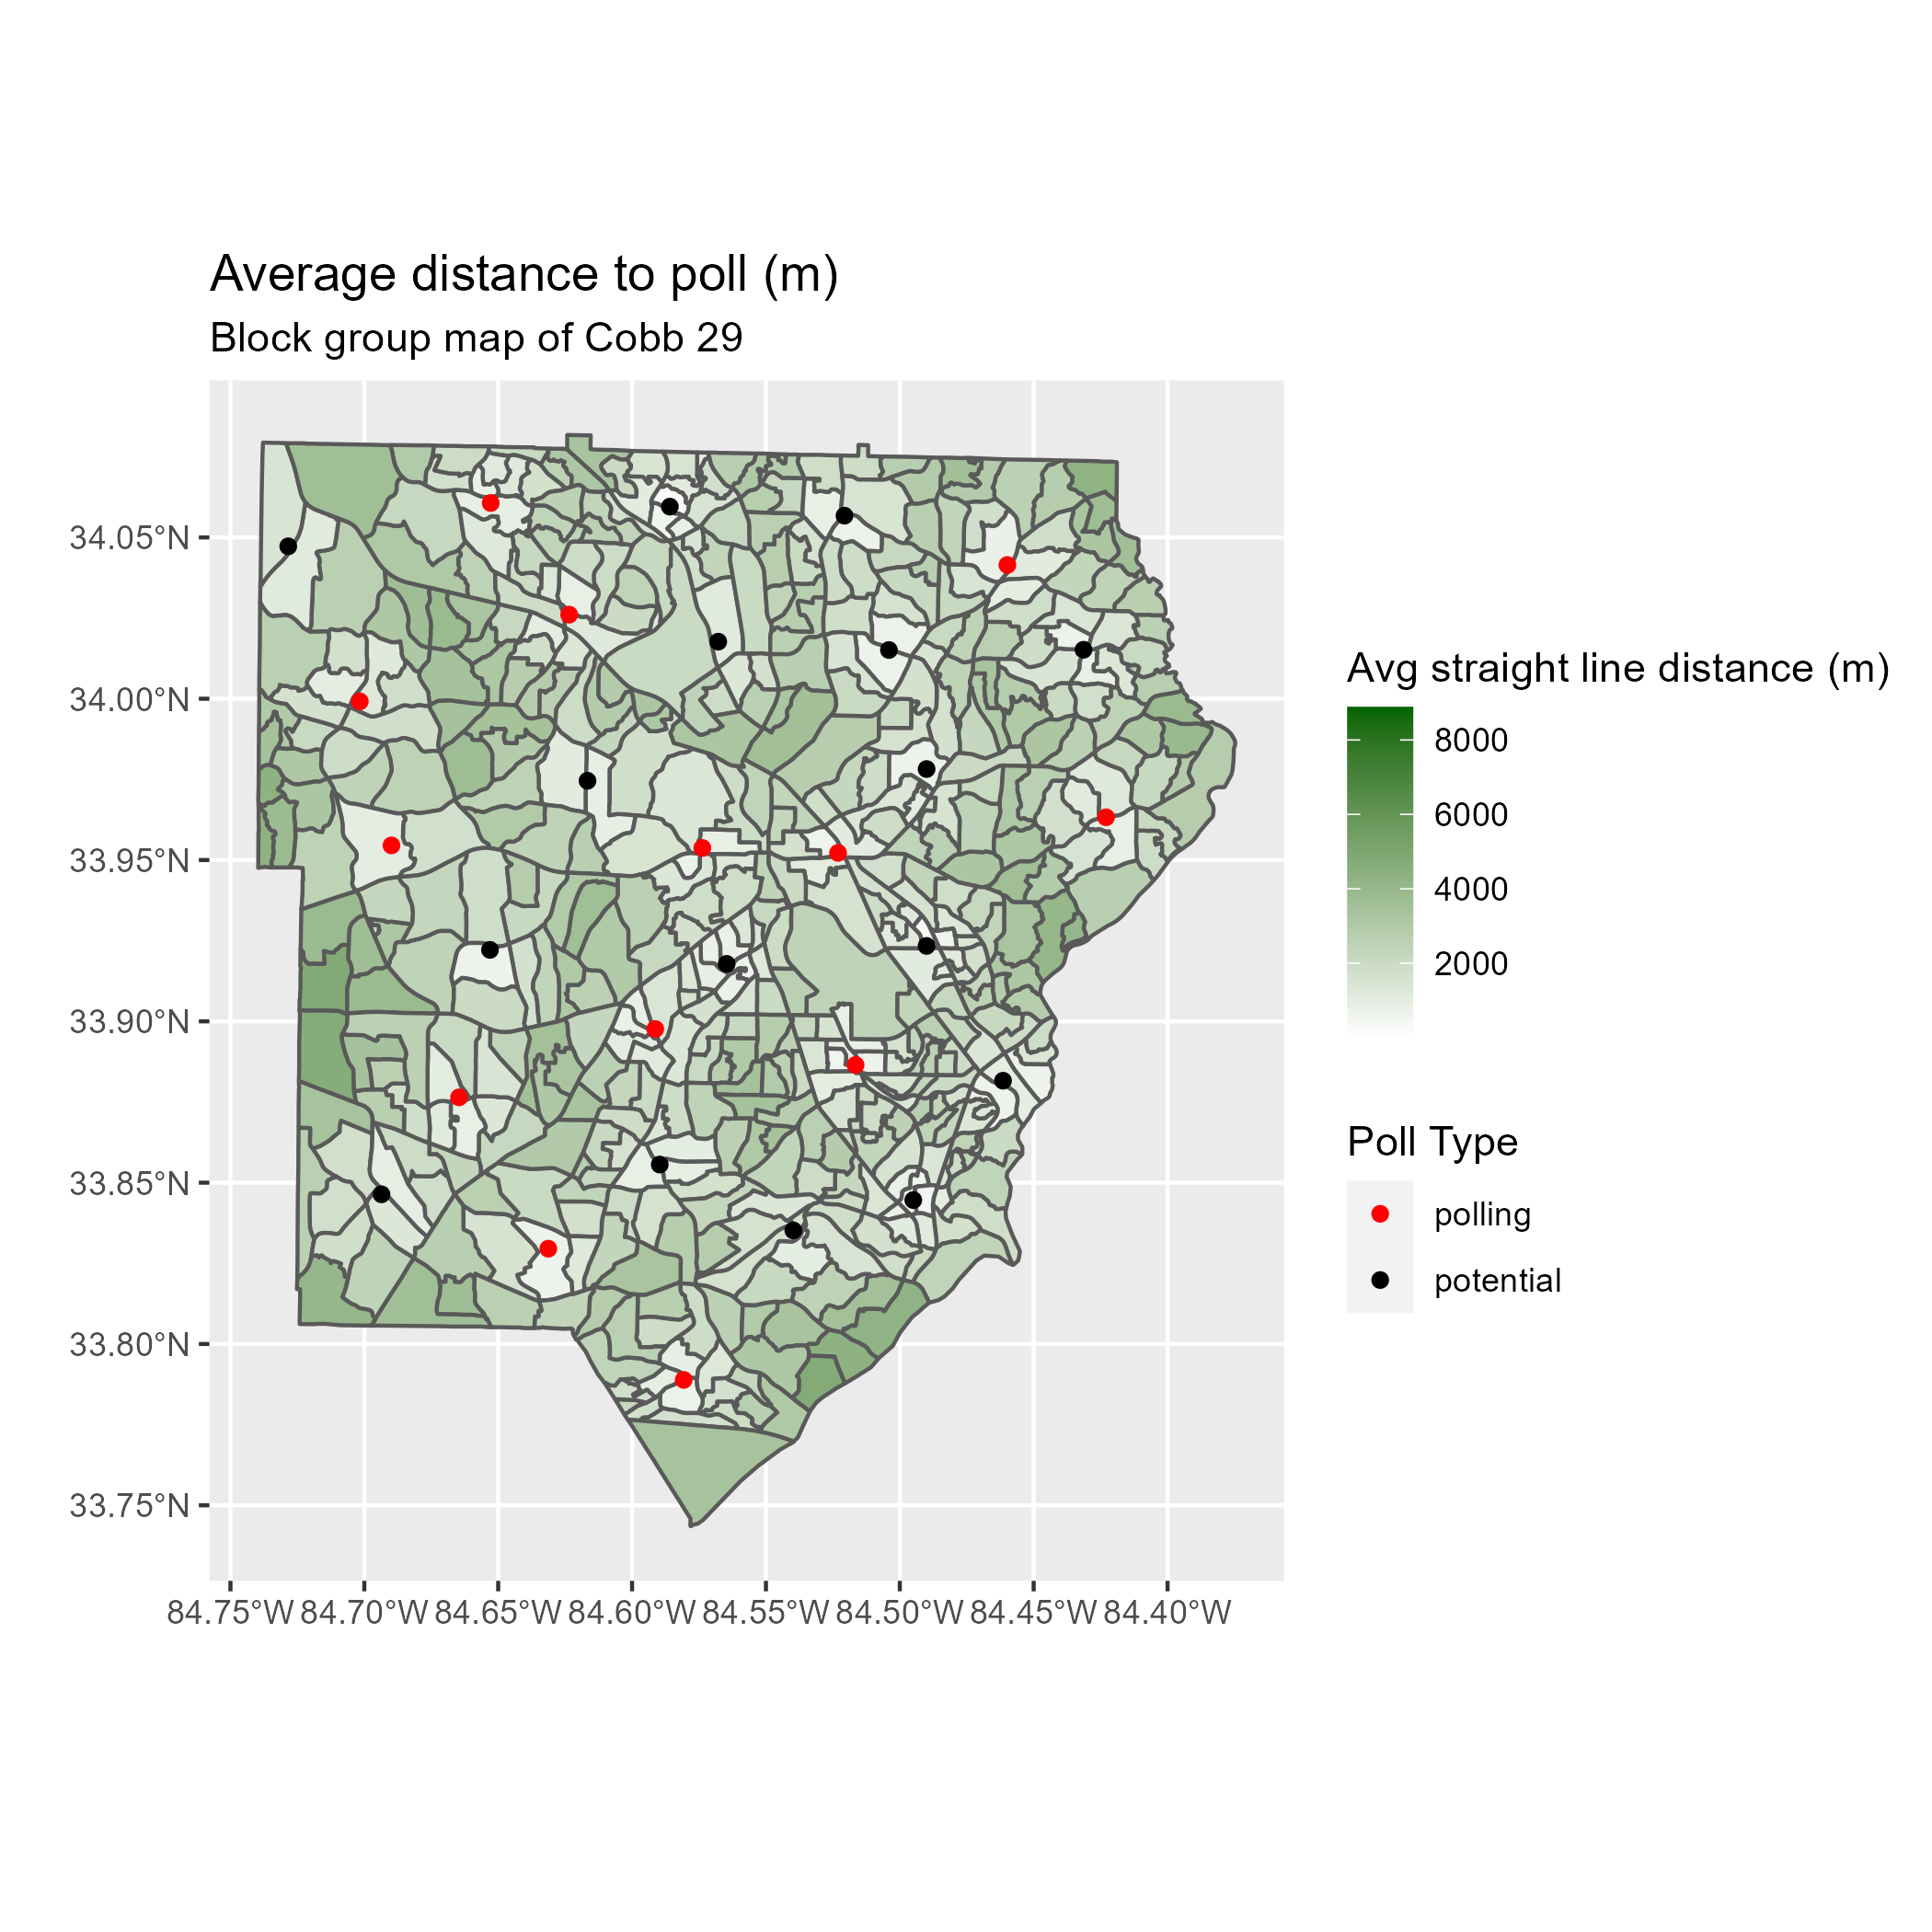 Average distance to poll (m)
Block group map of Cobb 29
34.05°N
34.00°N
33.95°N
33.90°N
33.85°N
33.80°N
33.75°N
84.75°W 84.70°W 84.65°W 84.60°W 84.55°W 84.50°W 84.45°W 84.40°W
Avg straight line distance (m)
8000
6000
4000
2000
Poll Type
polling
potential